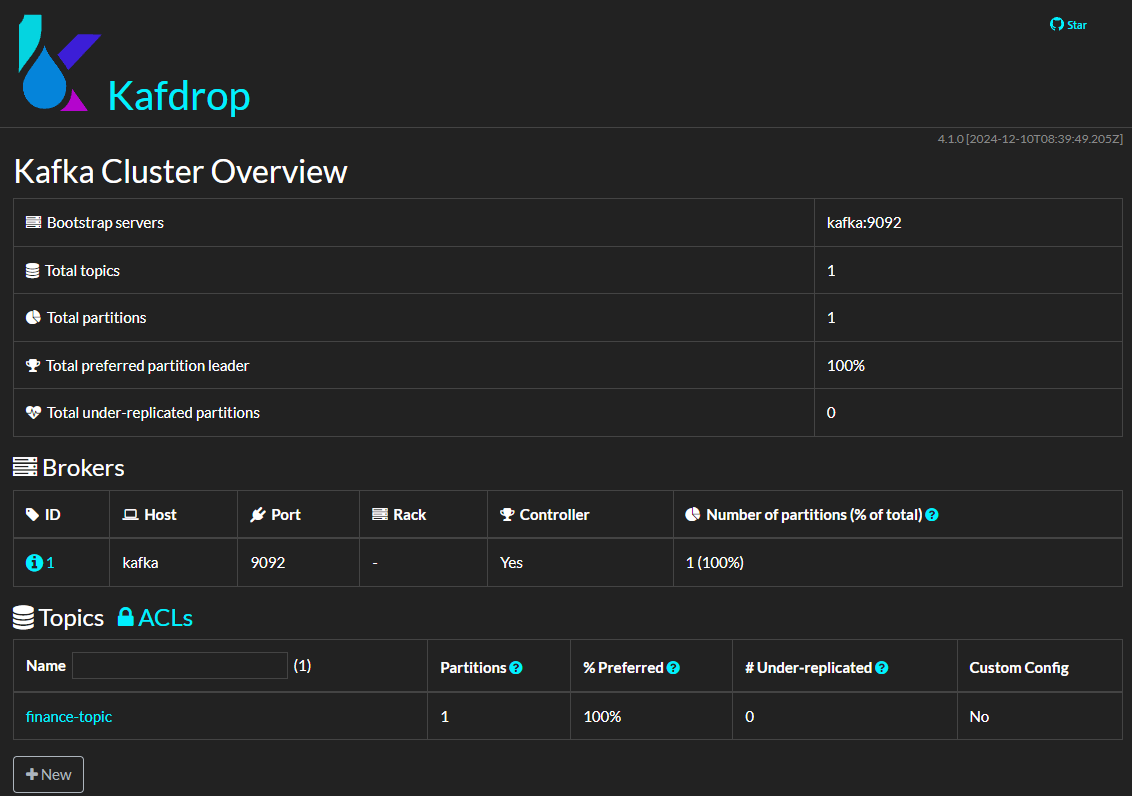 Star
Kafdrop
4.1.0 [2024-12-10T08:39:49.205Z]
Kafka Cluster Overview
Bootstrap servers kafka:9092
Total topics 1
Total partitions 1
Total preferred partition leader 100%
Total under-replicated partitions 0
Brokers
ID Host Port Rack Controller Number of partitions (% of total) ?
1 kafka 9092 - Yes 1 (100%)
Topics ACLs
Name (1) Partitions ? % Preferred ? # Under-replicated ? Custom Config
finance-topic 1 100% 0 No
+ New